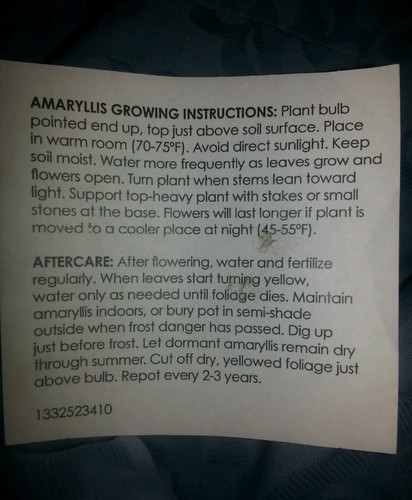 AMARYLLIS GROWING INSTRUCTIONS: Plant bulb
pointed end up, top just above soil surface. Place
in warm room (70-75°F). Avoid direct sunlight. Keep
soil moist. Water more frequently as leaves grow and
flowers open. Turn plant when stems lean toward
light. Support top-heavy plant with stakes or small
stones at the base. Flowers will last longer if plant is
moved to a cooler place at night (45-55°F).
AFTERCARE: After flowering, water and fertilize
regularly. When leaves start turning yellow,
water only as needed until foliage dies. Maintain
amaryllis indoors, or bury pot in semi-shade
outside when frost danger has passed. Dig up
just before frost. Let dormant amaryllis remain dry
through summer. Cut off dry, yellowed foliage just
above bulb. Repot every 2-3 years.
1332523410